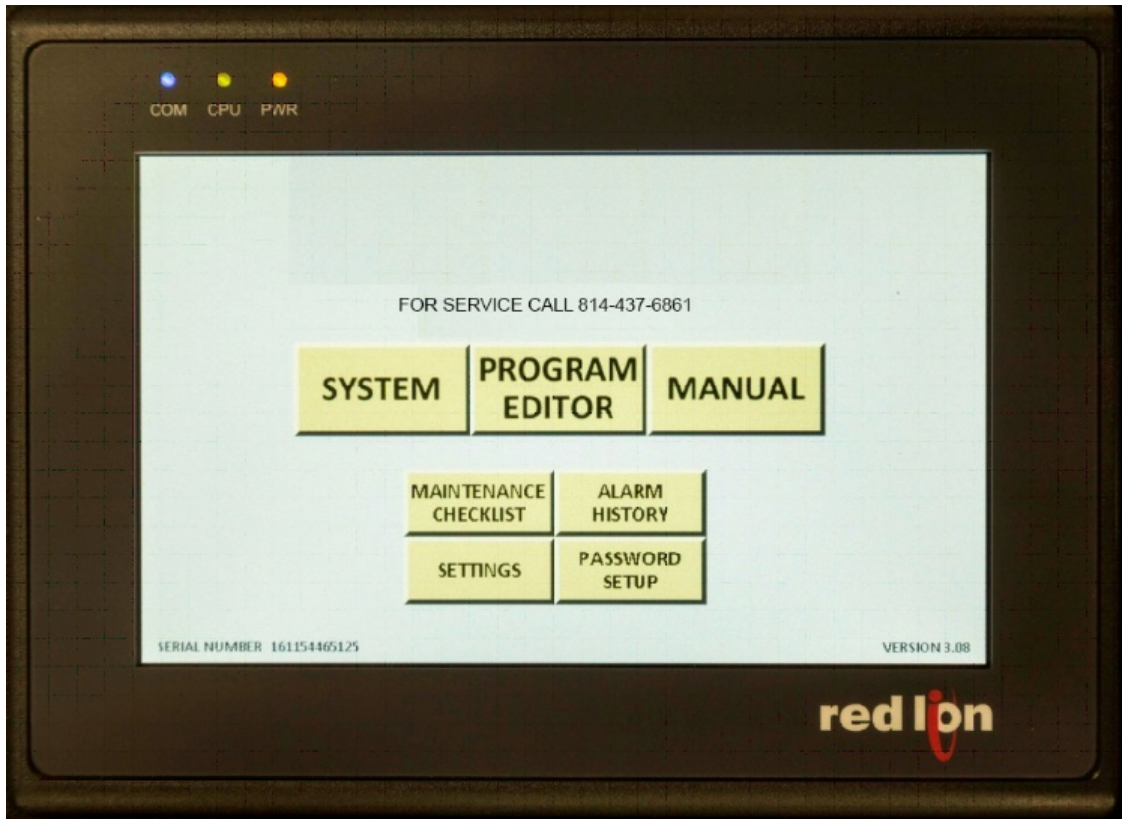 COM CPU PWR
FOR SERVICE CALL 814-437-6861
SYSTEM
PROGRAM
EDITOR
MANUAL
MAINTENANCE
CHECKLIST
ALARM
HISTORY
SETTINGS
PASSWORD
SETUP
SERIAL NUMBER 161154465125
VERSION 3.08
red lion